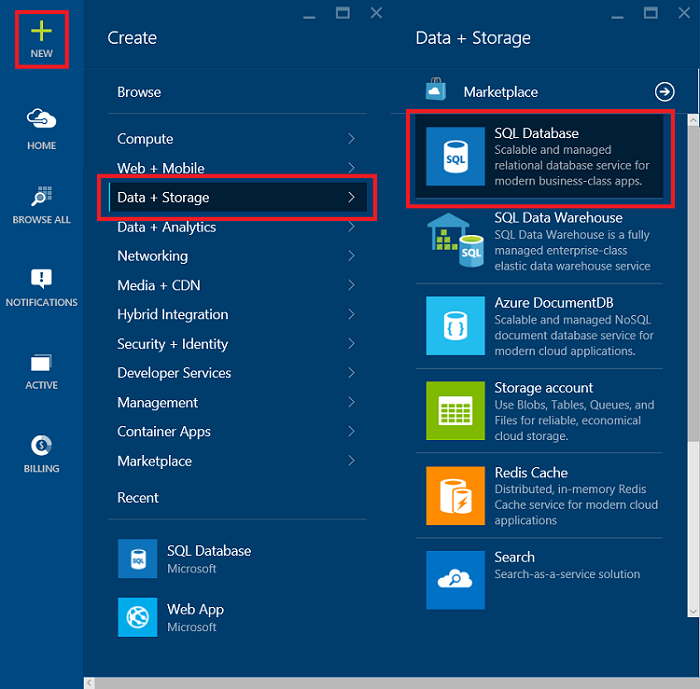 NEW
HOME
BROWSE ALL
NOTIFICATIONS
ACTIVE
BILLING
Create
Browse
Compute
Web + Mobile
Data + Storage
Data + Analytics
Networking
Media + CDN
Hybrid Integration
Security + Identity
Developer Services
Management
Container Apps
Marketplace
Recent
SQL
SQL Database
Microsoft
Web App
Microsoft
Data + Storage
Marketplace
SQL
SQL Database
Scalable and managed
relational database service for
modern business-class apps.
SQL
SQL Data Warehouse
SQL Data Warehouse is a fully
managed enterprise-class
elastic data warehouse service
Azure DocumentDB
Scalable and managed NoSQL
document database service for
modern cloud applications.
Storage account
Use Blobs, Tables, Queues, and
Files for reliable, economical
cloud storage.
Redis Cache
Distributed, in-memory Redis
Cache service for modern cloud
applications
Search
Search-as-a-service solution